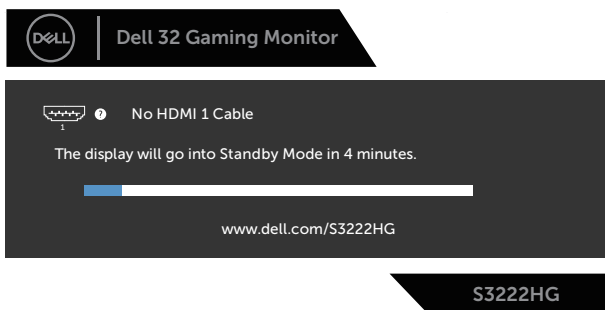 DELL
Dell 32 Gaming Monitor
? No HDMI 1 Cable
1
The display will go into Standby Mode in 4 minutes.
www.dell.com/S3222HG
S3222HG